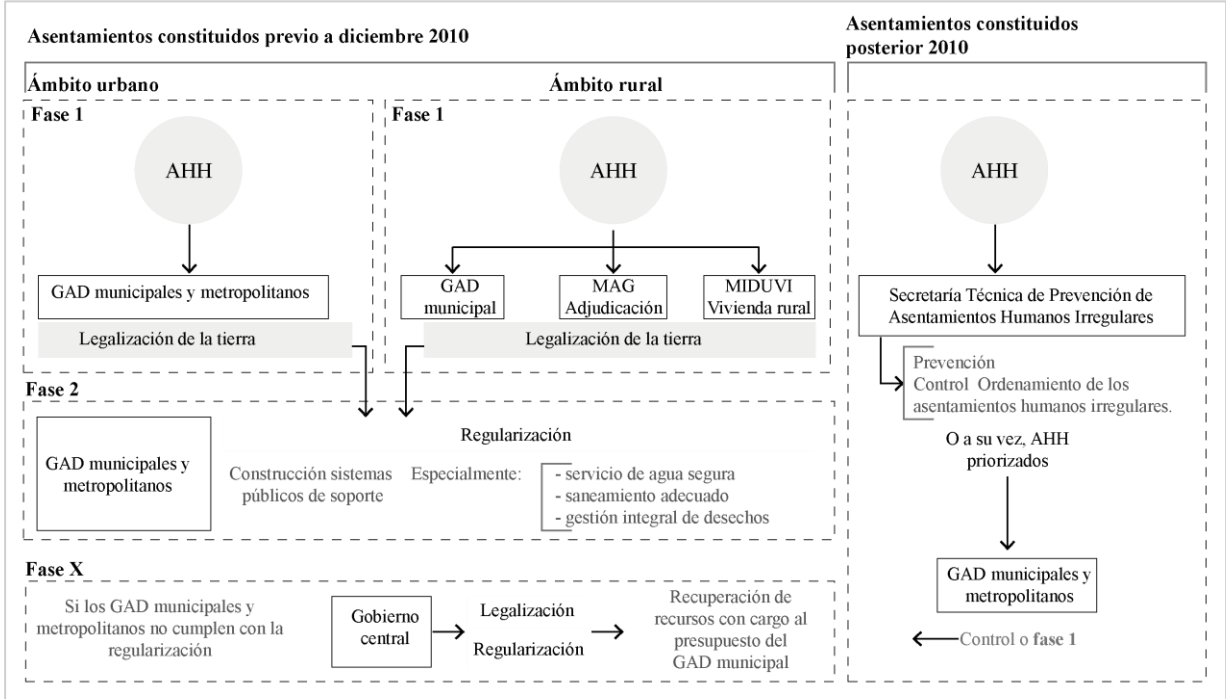 Asentamientos constituidos previo a diciembre 2010
Ámbito urbano
Fase 1
AHH
GAD municipales y metropolitanos
Legalización de la tierra
Ámbito rural
Fase 1
AHH
GAD
municipal
MAG
Adjudicación
MIDUVI
Vivienda rural
Legalización de la tierra
Fase 2
GAD municipales y
metropolitanos
Regularización
Construcción sistemas
públicos de soporte
Especialmente:
- servicio de agua segura
- saneamiento adecuado
- gestión integral de desechos
Fase X
Si los GAD municipales y
metropolitanos no cumplen con la
regularización
Gobierno
central
Legalización
Regularización
Recuperación de
recursos con cargo al
presupuesto del
GAD municipal
Asentamientos constituidos
posterior 2010
AHH
Secretaría Técnica de Prevención de
Asentamientos Humanos Irregulares
Prevención
Control Ordenamiento de los
asentamientos humanos irregulares.
O a su vez, AHH
priorizados
GAD municipales y
metropolitanos
Control o fase 1